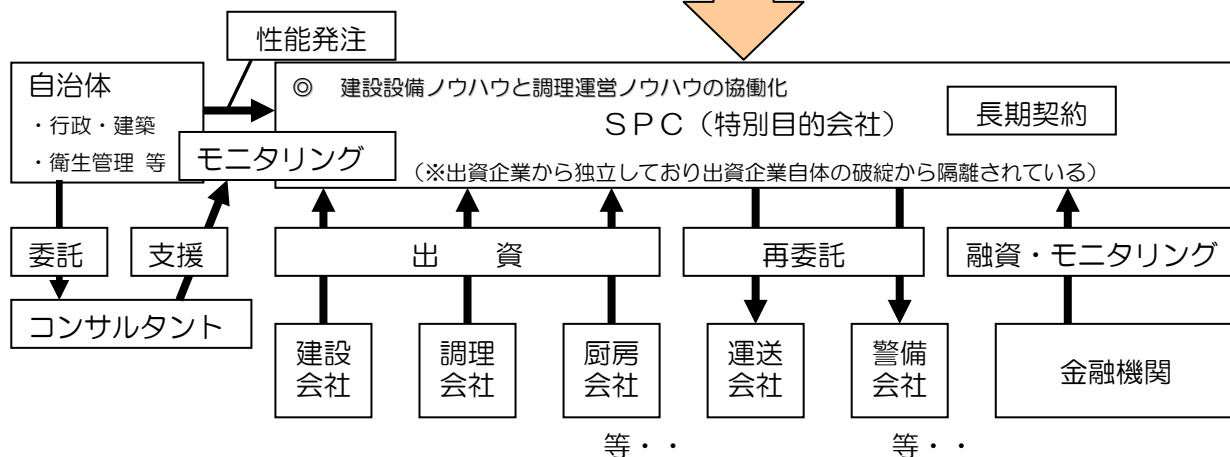 性能発注
自治体
・行政・建築
・衛生管理 等
モニタリング
◎ 建設設備ノウハウと調理運営ノウハウの協働化
ＳＰＣ（特別目的会社）
長期契約
（※出資企業から独立しており出資企業自体の破綻から隔離されている）
委託
支援
出 資
再委託
融資・モニタリング
コンサルタント
建設
会社
調理
会社
厨房
会社
運送
会社
警備
会社
金融機関
等・・
等・・